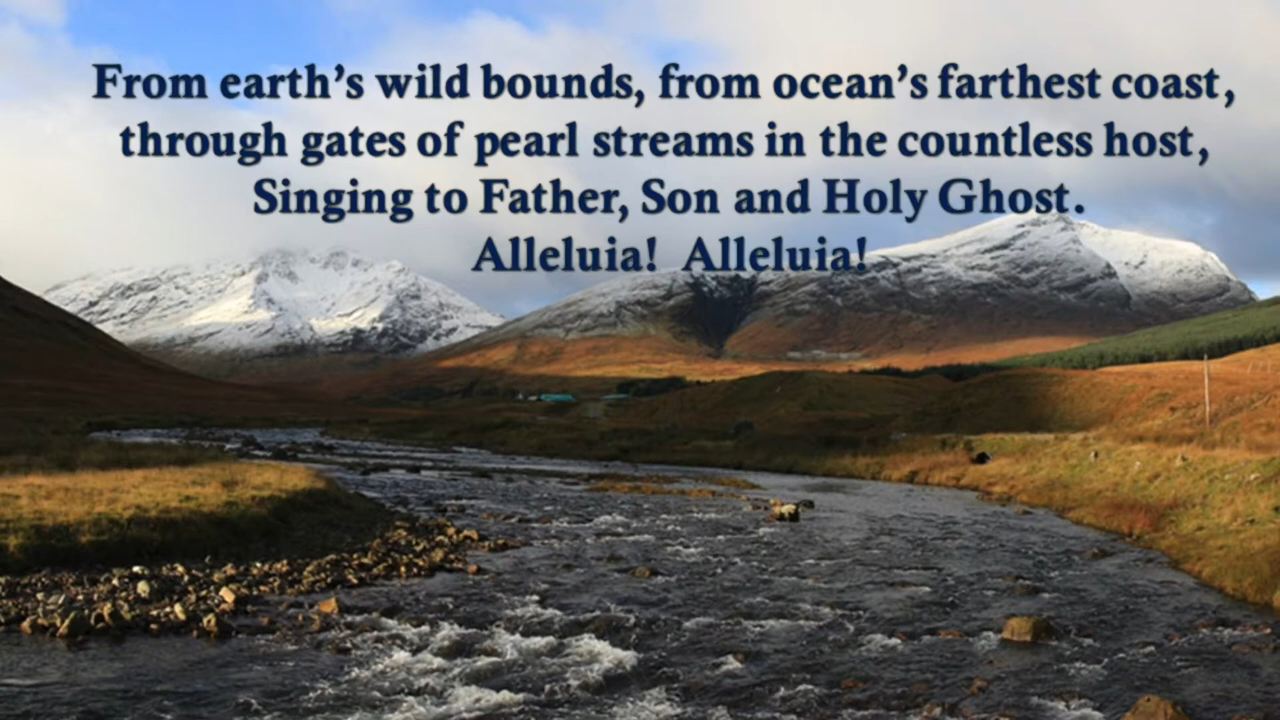 From earth’s wild bounds, from ocean’s farthest coast,
through gates of pearl streams in the countless host,
Singing to Father, Son and Holy Ghost.
Alleluia!  Alleluia!